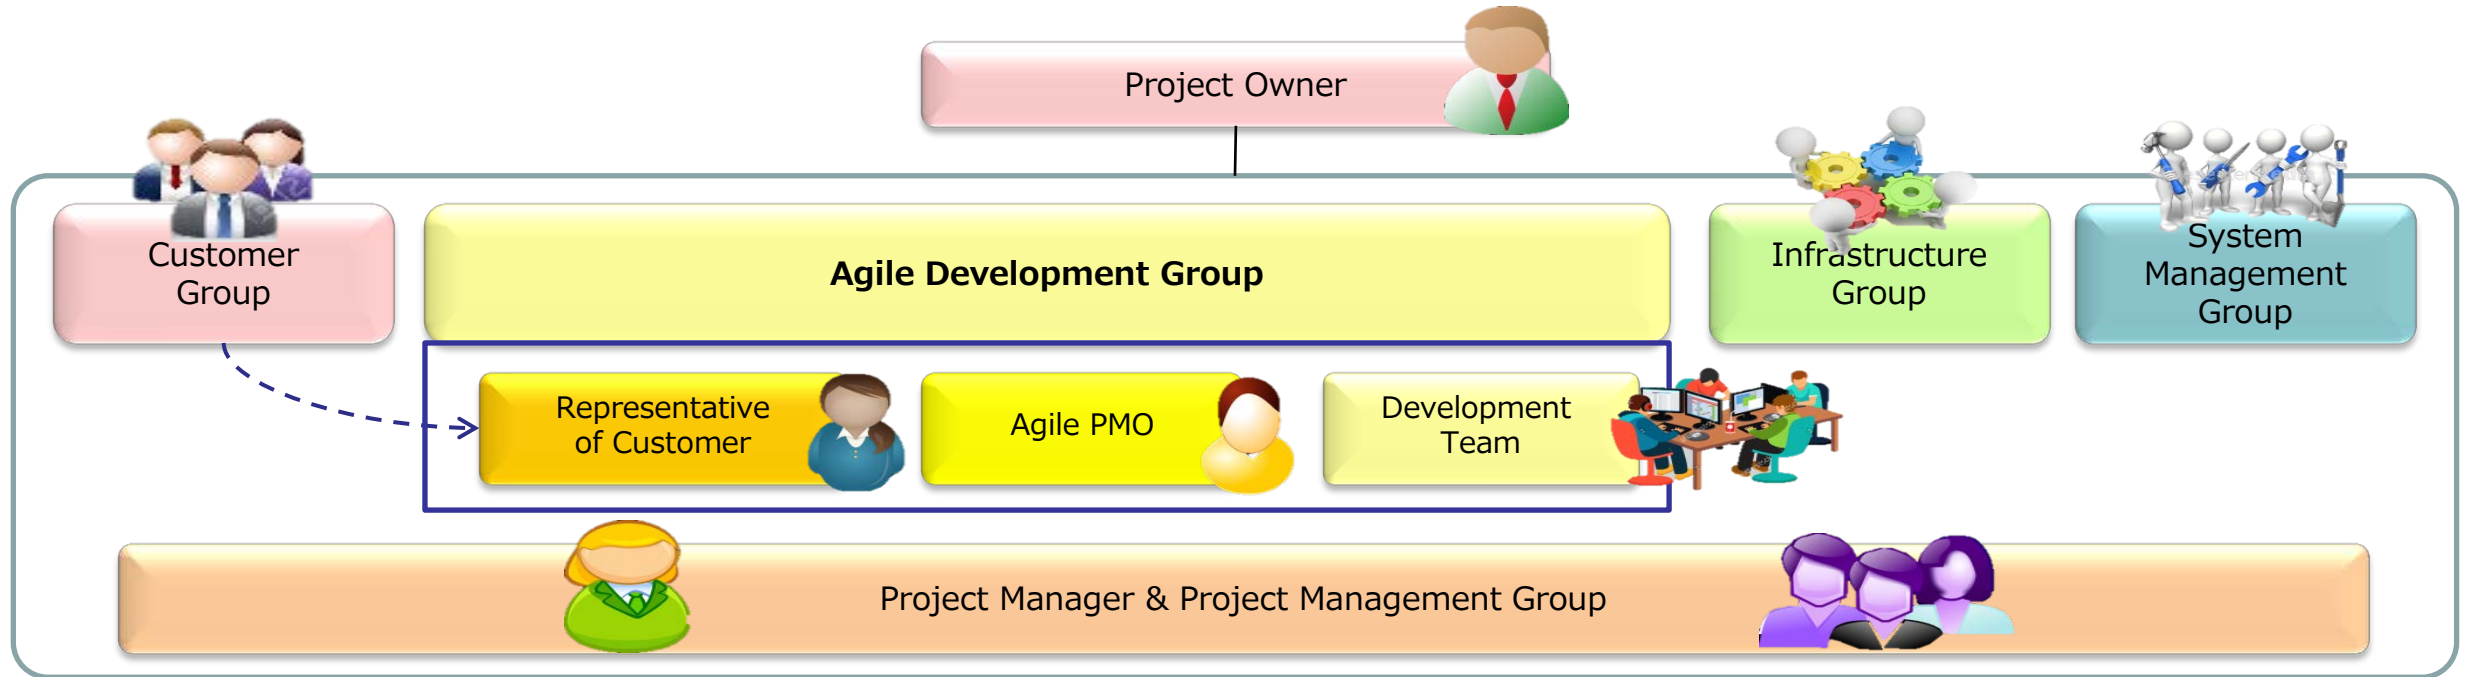 Project Owner
Customer
Group
Agile Development Group
Infrastructure
Group
System
Management
Group
Representative
of Customer
Agile PMO
Development
Team
Project Manager & Project Management Group